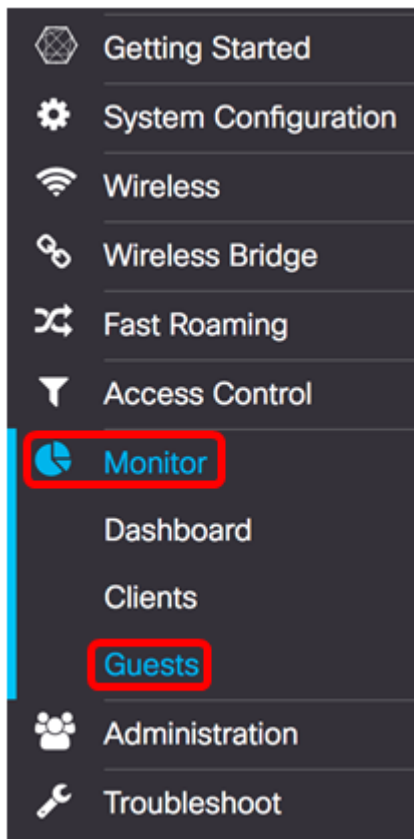 Getting Started
System Configuration
Wireless
Wireless Bridge
Fast Roaming
Access Control
Monitor
Dashboard
Clients
Guests
Administration
Troubleshoot